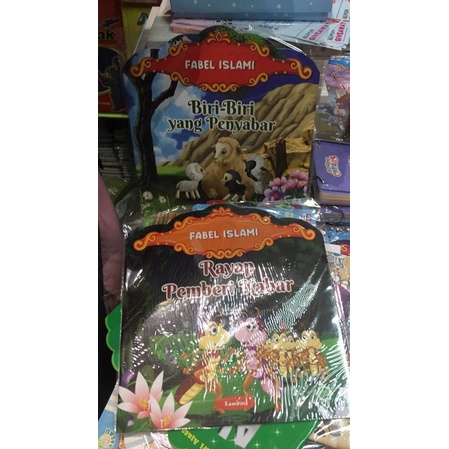 FABEL ISLAMI
Biri-Biri
yang Penyabar
FABEL ISLAMI
Rayap
Pemberi Kabar